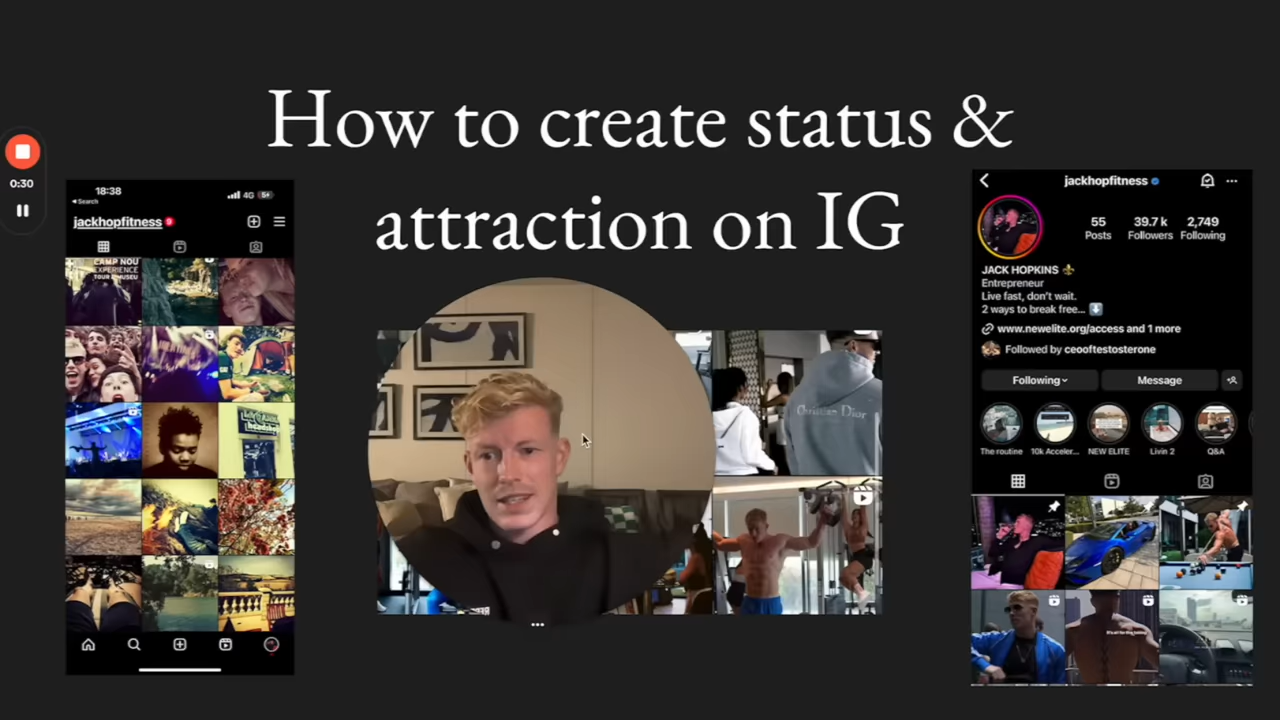 How to create status &
attraction on IG
0:30
18:38
4G
5+
Search
jackhopfitness
CAMP NOU
EXPERIENCE
Christian Dior
jackhopfitness
55
39.7 k
2,749
Posts
Followers
Following
JACK HOPKINS
Entrepreneur
Live fast, don't wait.
2 ways to break free...
www.newelite.org/access and 1 more
Followed by ceooftestosterone
Following
Message
The routine
10k Acceler...
NEW ELITE
Livin 2
Q&A